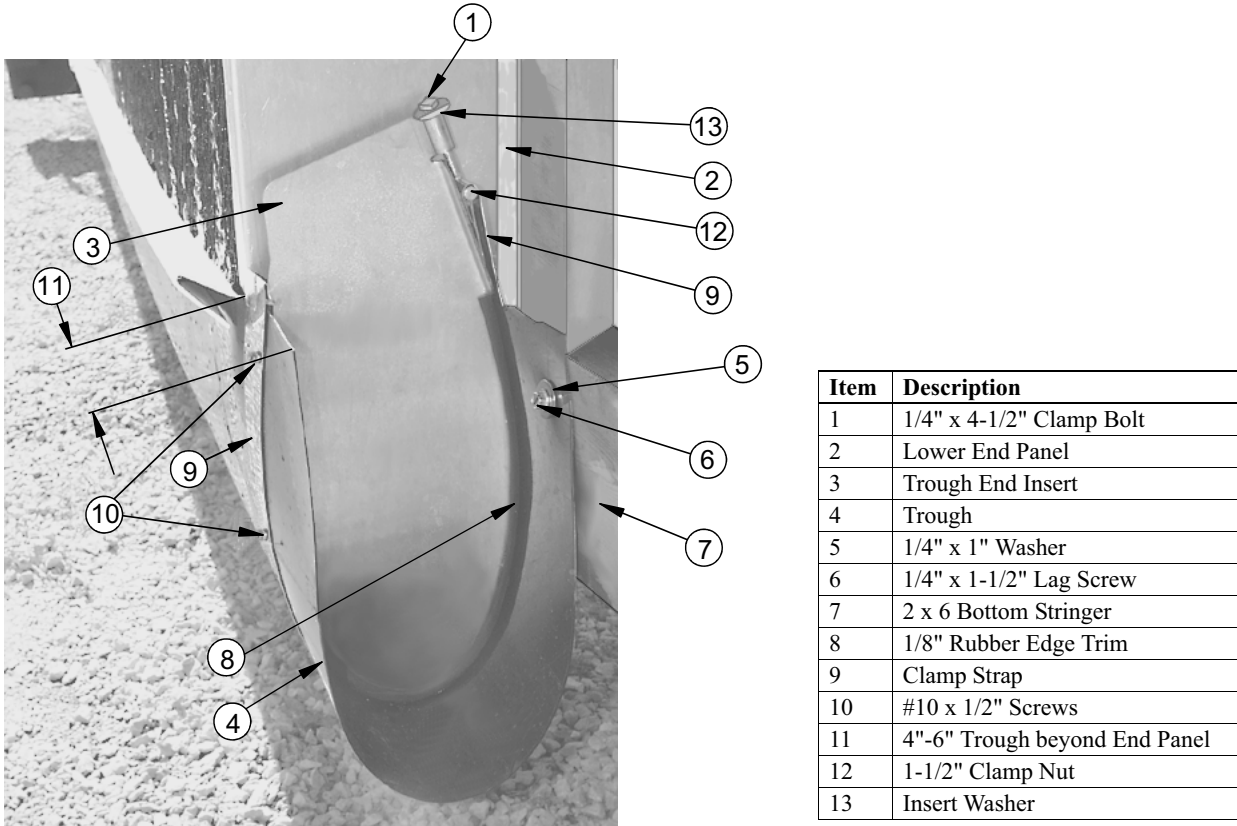 1
13
2
12
3
9
11
5
9
6
10
7
8
4
Item Description
1 1/4" x 4-1/2" Clamp Bolt
2 Lower End Panel
3 Trough End Insert
4 Trough
5 1/4" x 1" Washer
6 1/4" x 1-1/2" Lag Screw
7 2 x 6 Bottom Stringer
8 1/8" Rubber Edge Trim
9 Clamp Strap
10 #10 x 1/2" Screws
11 4"-6" Trough beyond End Panel
12 1-1/2" Clamp Nut
13 Insert Washer